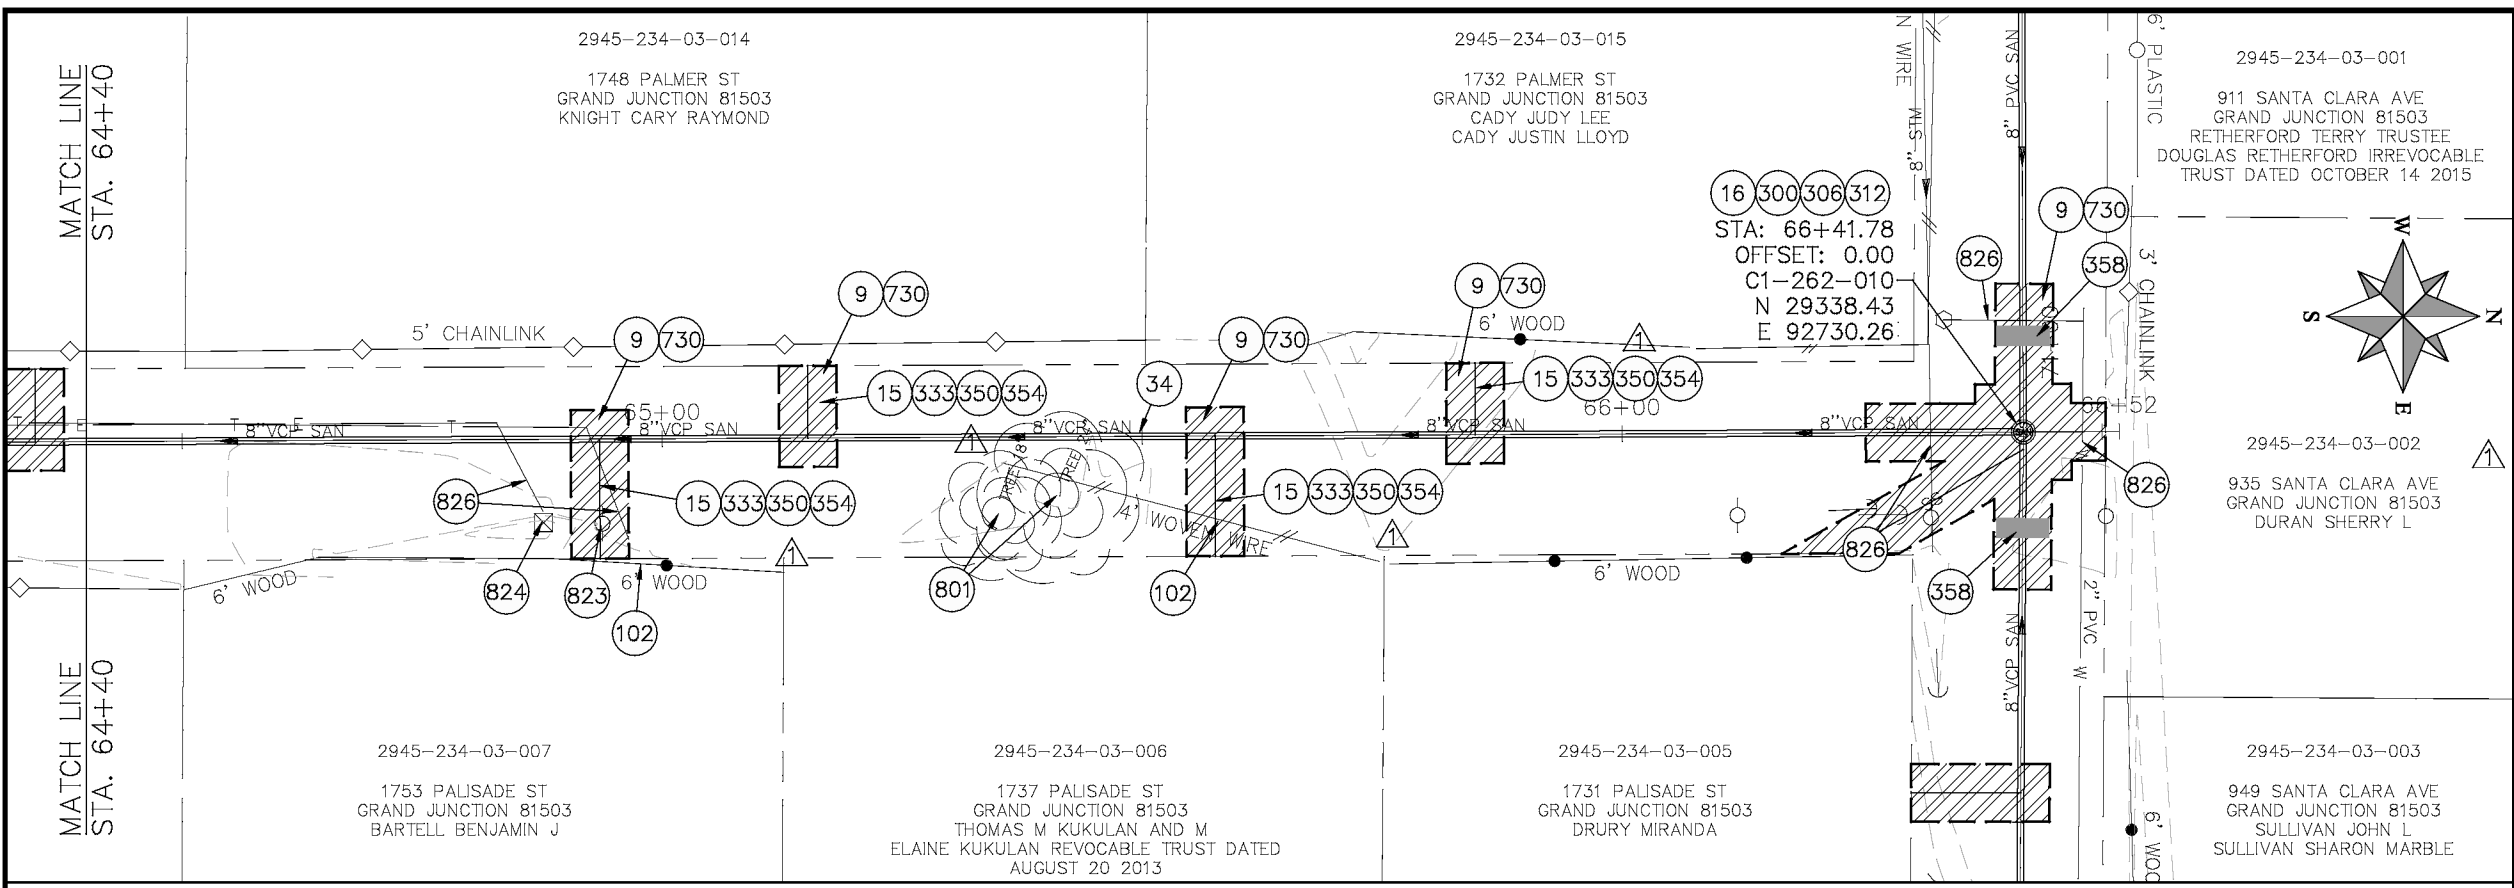 MATCH LINE
STA. 64+40
2945-234-03-014
1748 PALMER ST
GRAND JUNCTION 81503
KNIGHT CARY RAYMOND
2945-234-03-015
1732 PALMER ST
GRAND JUNCTION 81503
CADY JUDY LEE
CADY JUSTIN LLOYD
N WIRE
WLS 8"
8" PVC SAN
6' PLASTIC
2945-234-03-001
911 SANTA CLARA AVE
GRAND JUNCTION 81503
RETHERFORD TERRY TRUSTEE
DOUGLAS RETHERFORD IRREVOCABLE
TRUST DATED OCTOBER 14 2015
16 300 306 312
STA: 66+41.78
OFFSET: 0.00
C1-262-010
N 29338.43
E 92730.26
826
9 730
358
3' CHAINLINK
W
S N
E
5' CHAINLINK
9 730
9 730
9 730
9 730
6' WOOD
1
15 333 350 354
34
15 333 350 354
65+00
66+00
66+52
T E T E T
8"VCP SAN
8"VCP SAN
8"VCP SAN
8"VCP SAN
8"VCP SAN
1
TREE 18"
TREE
826
15 333 350 354
15 333 350 354
4' WOVEN WIRE
826
826
2945-234-03-002
1
935 SANTA CLARA AVE
GRAND JUNCTION 81503
DURAN SHERRY L
1
1
6' WOOD
824
823
6' WOOD
102
801
102
6' WOOD
358
2" PVC
W
8"VCP SAN
MATCH LINE
STA. 64+40
2945-234-03-007
1753 PALISADE ST
GRAND JUNCTION 81503
BARTELL BENJAMIN J
2945-234-03-006
1737 PALISADE ST
GRAND JUNCTION 81503
THOMAS M KUKULAN AND M
ELAINE KUKULAN REVOCABLE TRUST DATED
AUGUST 20 2013
2945-234-03-005
1731 PALISADE ST
GRAND JUNCTION 81503
DRURY MIRANDA
2945-234-03-003
949 SANTA CLARA AVE
GRAND JUNCTION 81503
SULLIVAN JOHN L
SULLIVAN SHARON MARBLE
6' WOO